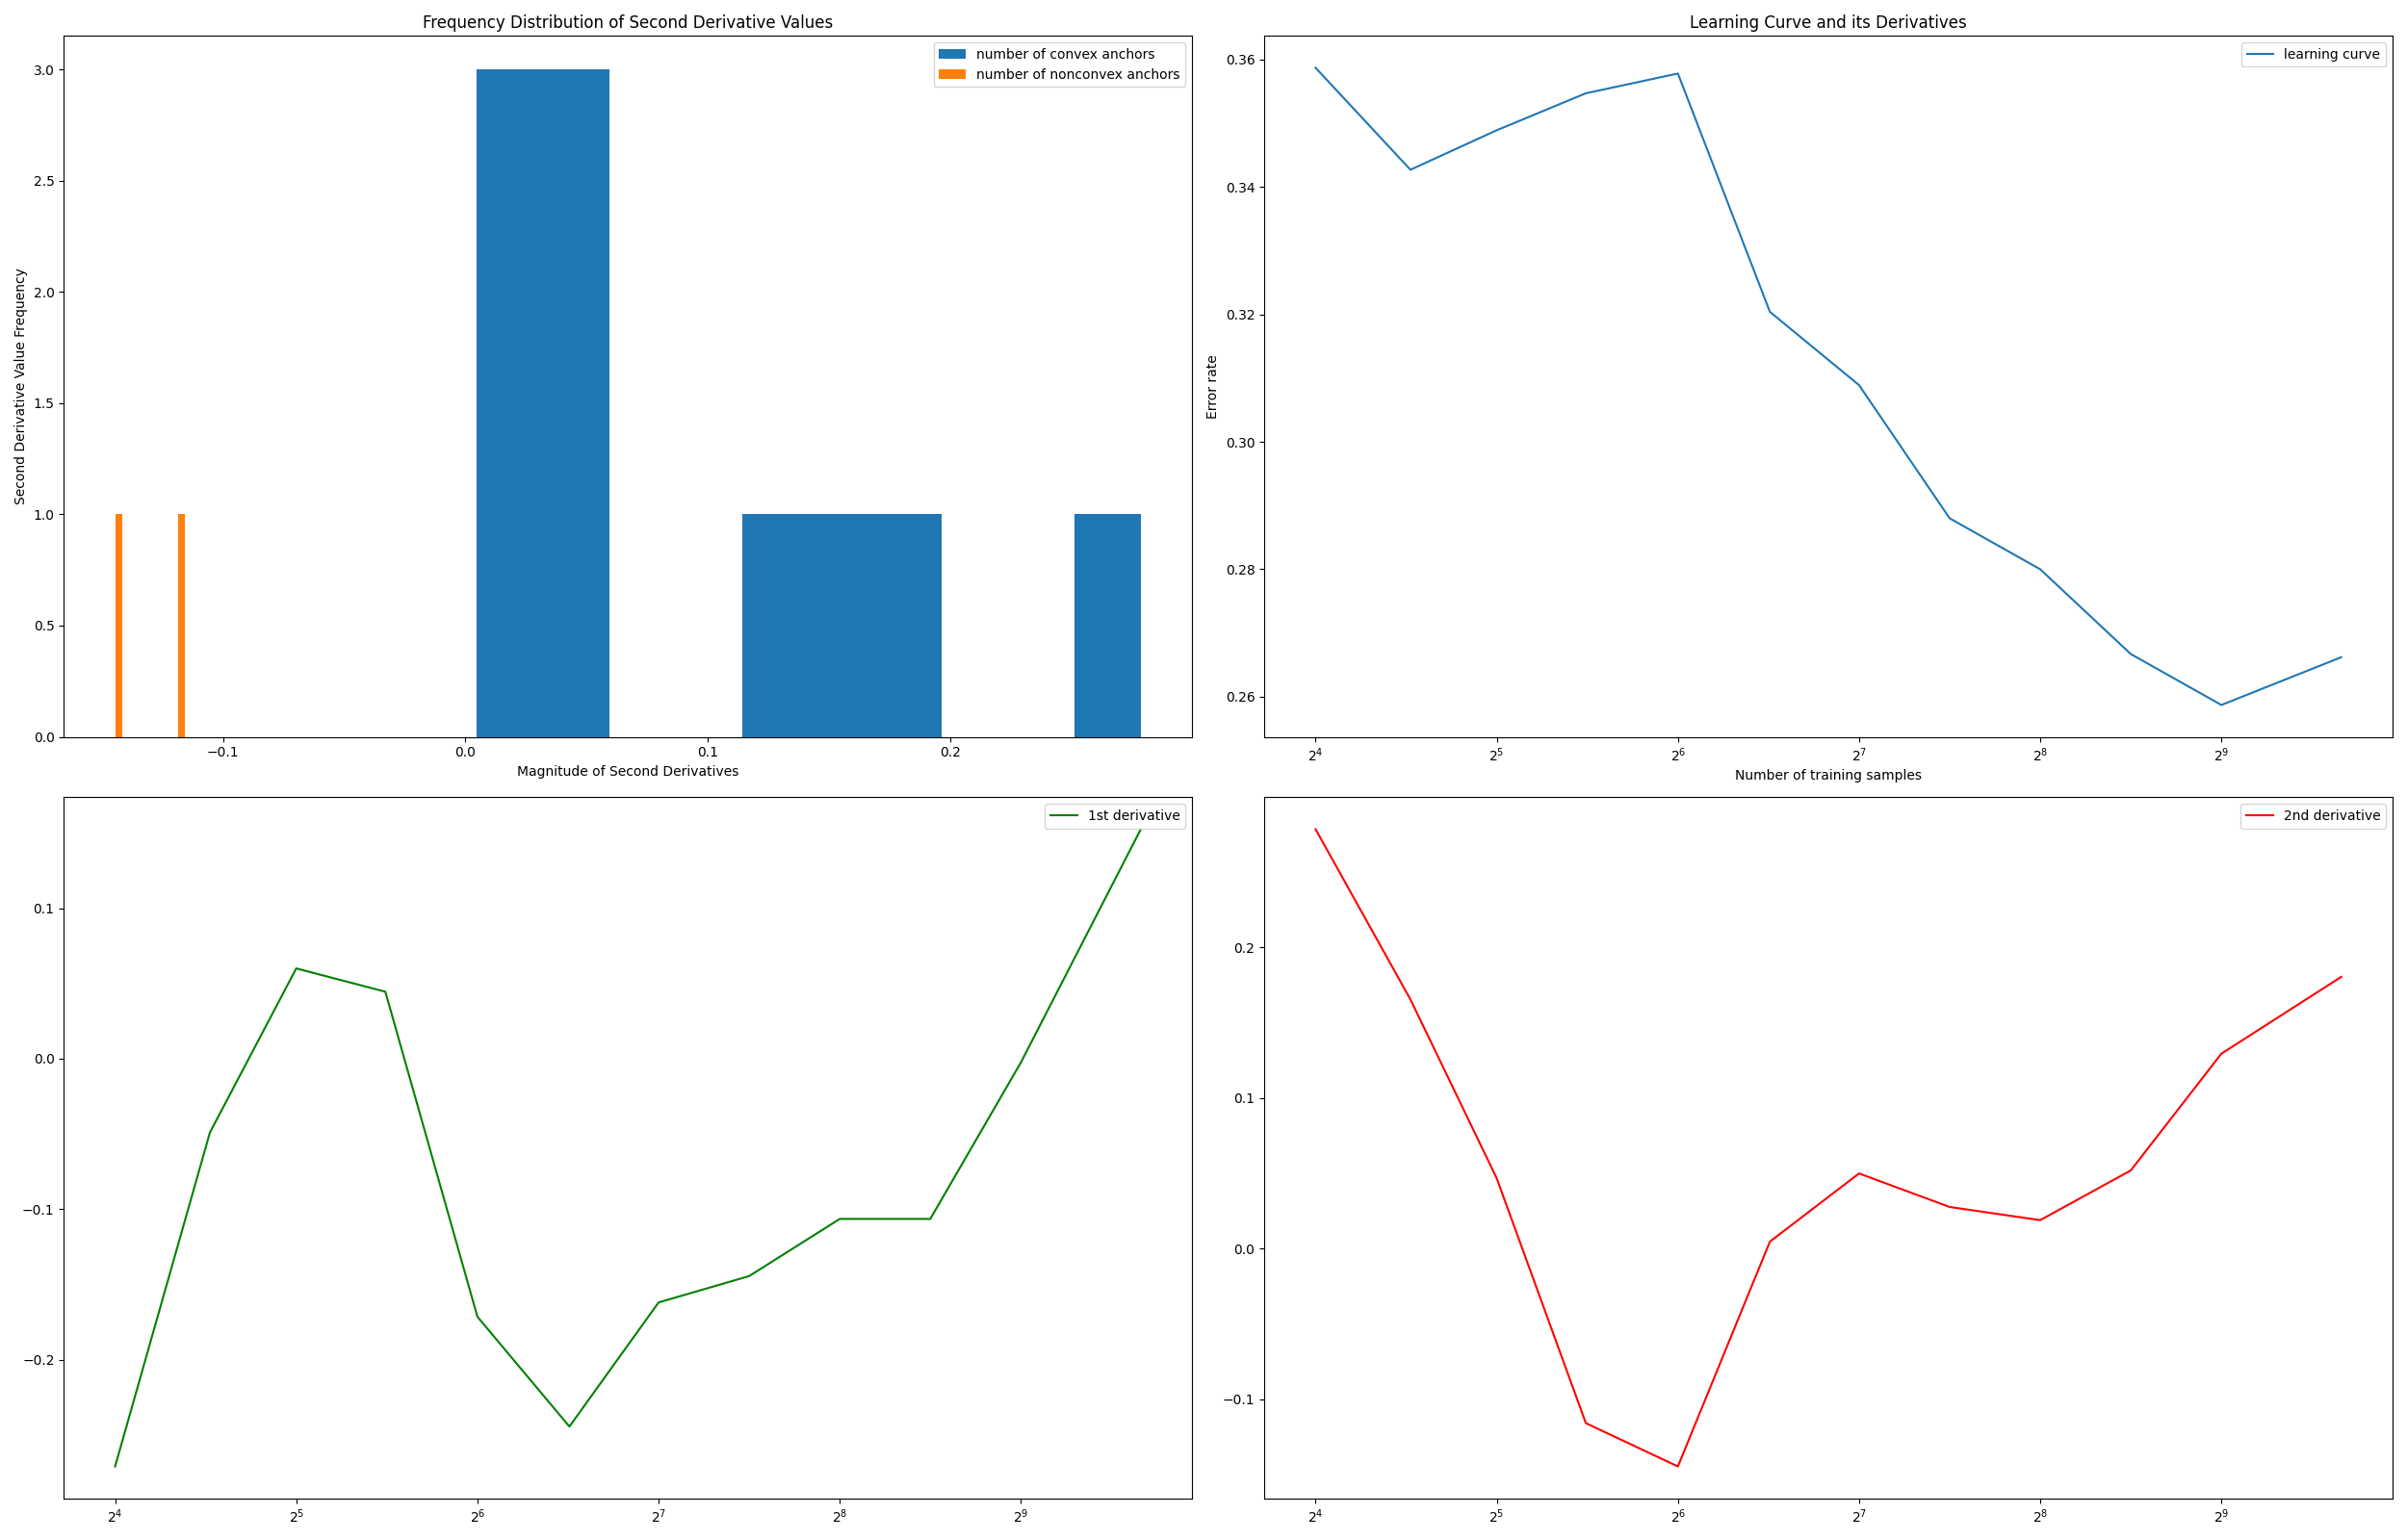 Frequency Distribution of Second Derivative Values
number of convex anchors
number of nonconvex anchors
Second Derivative Value Frequency
3.0
2.5
2.0
1.5
1.0
0.5
0.0
−0.1 0.0 0.1 0.2
Magnitude of Second Derivatives
Learning Curve and its Derivatives
learning curve
Error rate
0.36
0.34
0.32
0.30
0.28
0.26
2⁴ 2⁵ 2⁶ 2⁷ 2⁸ 2⁹
Number of training samples
1st derivative
0.1
0.0
−0.1
−0.2
2⁴ 2⁵ 2⁶ 2⁷ 2⁸ 2⁹
2nd derivative
0.2
0.1
0.0
−0.1
2⁴ 2⁵ 2⁶ 2⁷ 2⁸ 2⁹